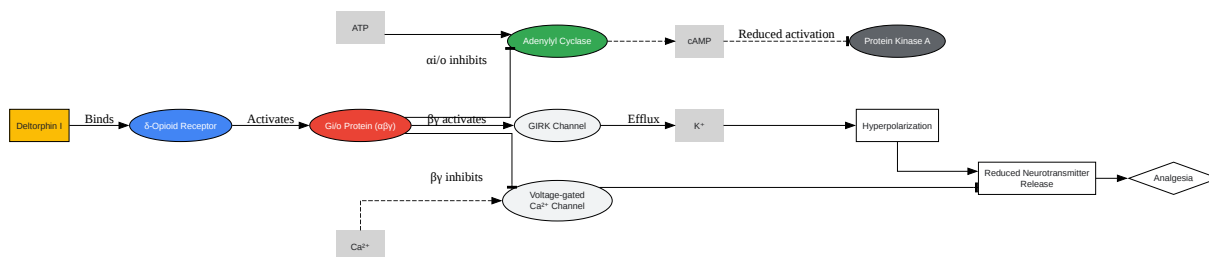 ATP
Adenylyl Cyclase
cAMP
Reduced activation
Protein Kinase A
αi/o inhibits
Deltorphin I
Binds
δ-Opioid Receptor
Activates
Gi/o Protein (αβγ)
βγ activates
GIRK Channel
Efflux
K⁺
Hyperpolarization
βγ inhibits
Voltage-gated
Ca²⁺ Channel
Reduced Neurotransmitter
Release
Analgesia
Ca²⁺